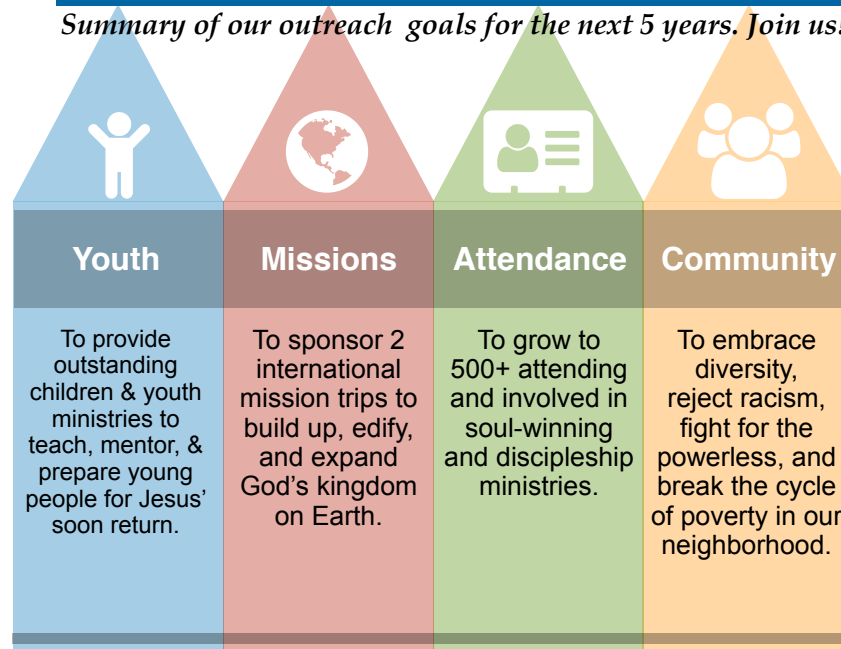 Summary of our outreach goals for the next 5 years. Join us!
Youth
To provide
outstanding
children & youth
ministries to
teach, mentor, &
prepare young
people for Jesus’
soon return.
Missions
To sponsor 2
international
mission trips to
build up, edify,
and expand
God’s kingdom
on Earth.
Attendance
To grow to
500+ attending
and involved in
soul-winning
and discipleship
ministries.
Community
To embrace
diversity,
reject racism,
fight for the
powerless, and
break the cycle
of poverty in our
neighborhood.